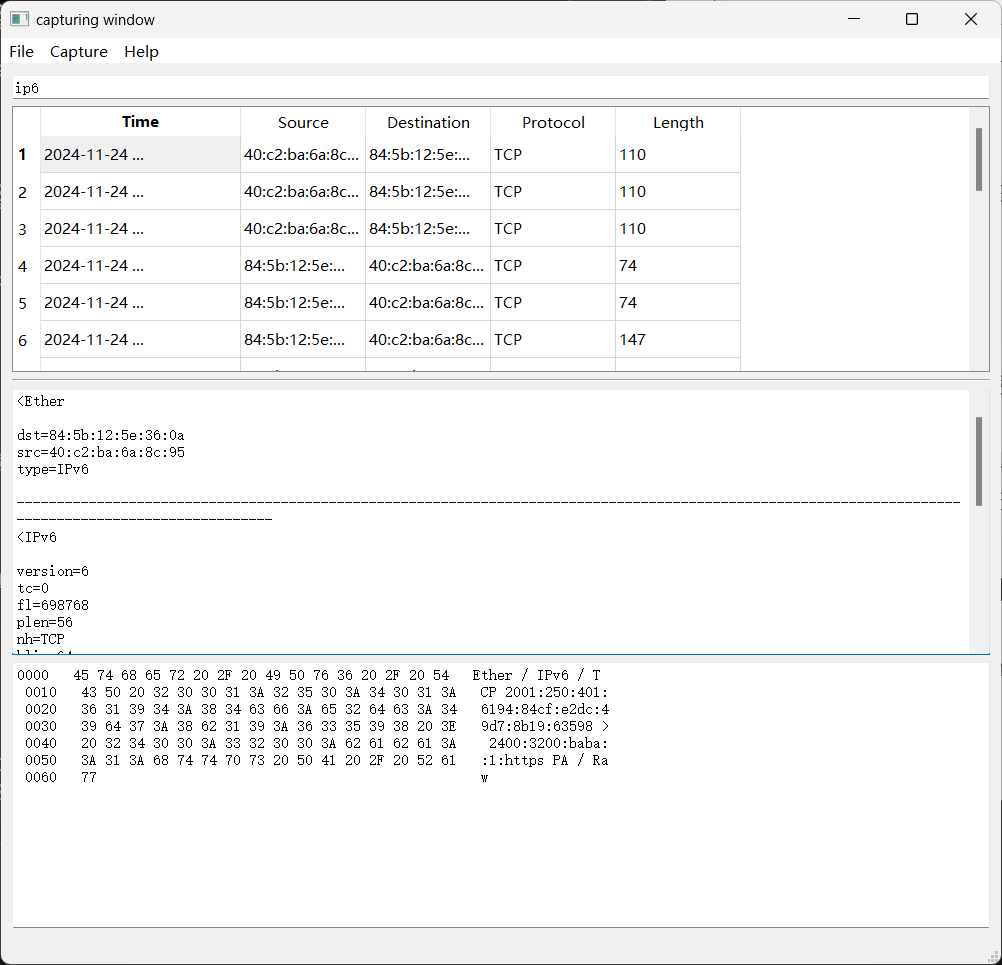 capturing window
File Capture Help
ip6
Time Source Destination Protocol Length
1 2024-11-24 ... 40:c2:ba:6a:8c... 84:5b:12:5e:... TCP 110
2 2024-11-24 ... 40:c2:ba:6a:8c... 84:5b:12:5e:... TCP 110
3 2024-11-24 ... 40:c2:ba:6a:8c... 84:5b:12:5e:... TCP 110
4 2024-11-24 ... 84:5b:12:5e:... 40:c2:ba:6a:8c... TCP 74
5 2024-11-24 ... 84:5b:12:5e:... 40:c2:ba:6a:8c... TCP 74
6 2024-11-24 ... 84:5b:12:5e:... 40:c2:ba:6a:8c... TCP 147
<Ether
dst=84:5b:12:5e:36:0a
src=40:c2:ba:6a:8c:95
type=IPv6
<IPv6
version=6
tc=0
fl=698768
plen=56
nh=TCP
0000 45 74 68 65 72 20 2F 20 49 50 76 36 20 2F 20 54 Ether / IPv6 / T
0010 43 50 20 32 30 30 31 3A 32 35 30 3A 34 30 31 3A CP 2001:250:401:
0020 36 31 39 34 3A 38 34 63 66 3A 65 32 64 63 3A 34 6194:84cf:e2dc:4
0030 39 64 37 3A 38 62 31 39 3A 36 33 35 39 38 20 3E 9d7:8b19:63598 >
0040 20 32 34 30 30 3A 33 32 30 30 3A 62 61 62 61 3A 2400:3200:baba:
0050 3A 31 3A 68 74 74 70 73 20 50 41 20 2F 20 52 61 :1:https PA / Ra
0060 77 w